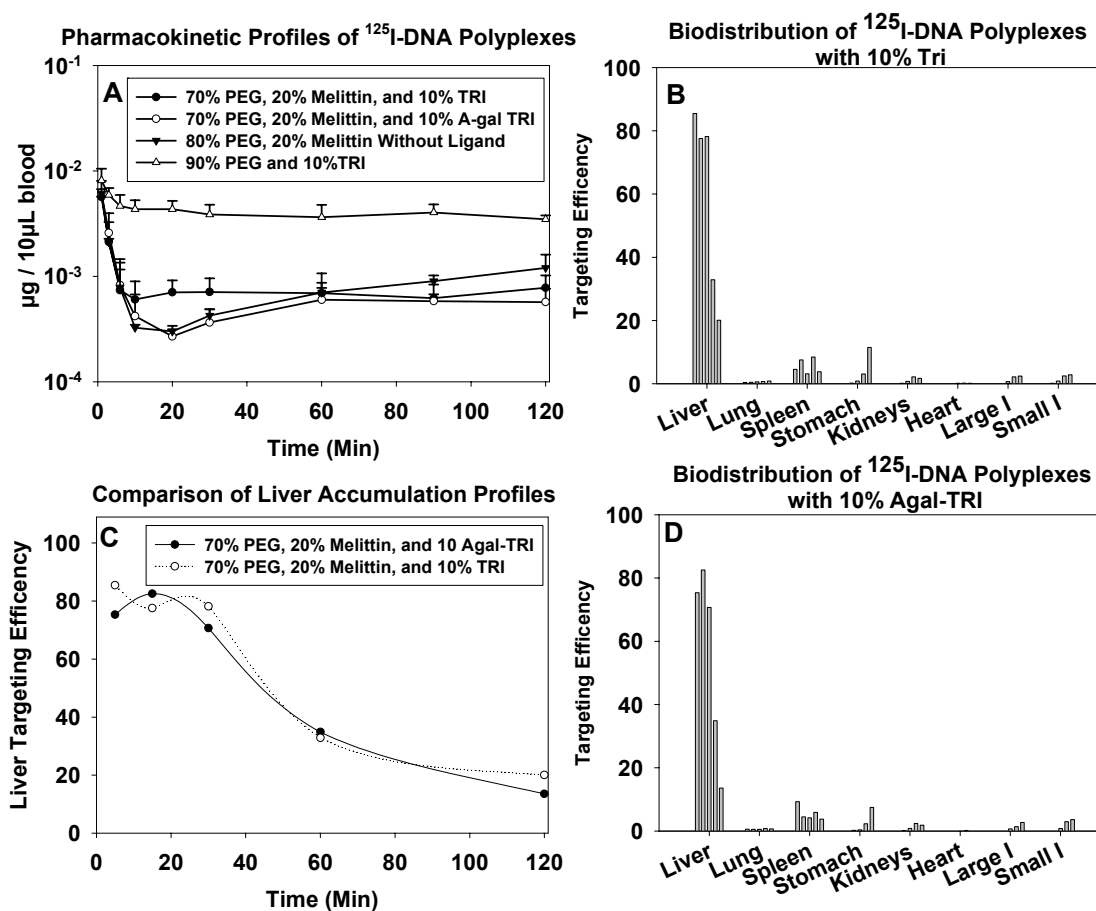 Pharmacokinetic Profiles of ¹²⁵I-DNA Polyplexes
A
70% PEG, 20% Melittin, and 10% TRI
70% PEG, 20% Melittin, and 10% A-gal TRI
80% PEG, 20% Melittin Without Ligand
90% PEG and 10%TRI
µg / 10µL blood
10⁻¹
10⁻²
10⁻³
10⁻⁴
0 20 40 60 80 100 120
Time (Min)
Biodistribution of ¹²⁵I-DNA Polyplexes
with 10% Tri
B
Targeting Efficency
100
80
60
40
20
0
Liver Lung Spleen Stomach Kidneys Heart Large I Small I
Comparison of Liver Accumulation Profiles
C
70% PEG, 20% Melittin, and 10 Agal-TRI
70% PEG, 20% Melittin, and 10% TRI
Liver Targeting Efficency
100
80
60
40
20
0
0 20 40 60 80 100 120
Time (Min)
Biodistribution of ¹²⁵I-DNA Polyplexes
with 10% Agal-TRI
D
Targeting Efficency
100
80
60
40
20
0
Liver Lung Spleen Stomach Kidneys Heart Large I Small I